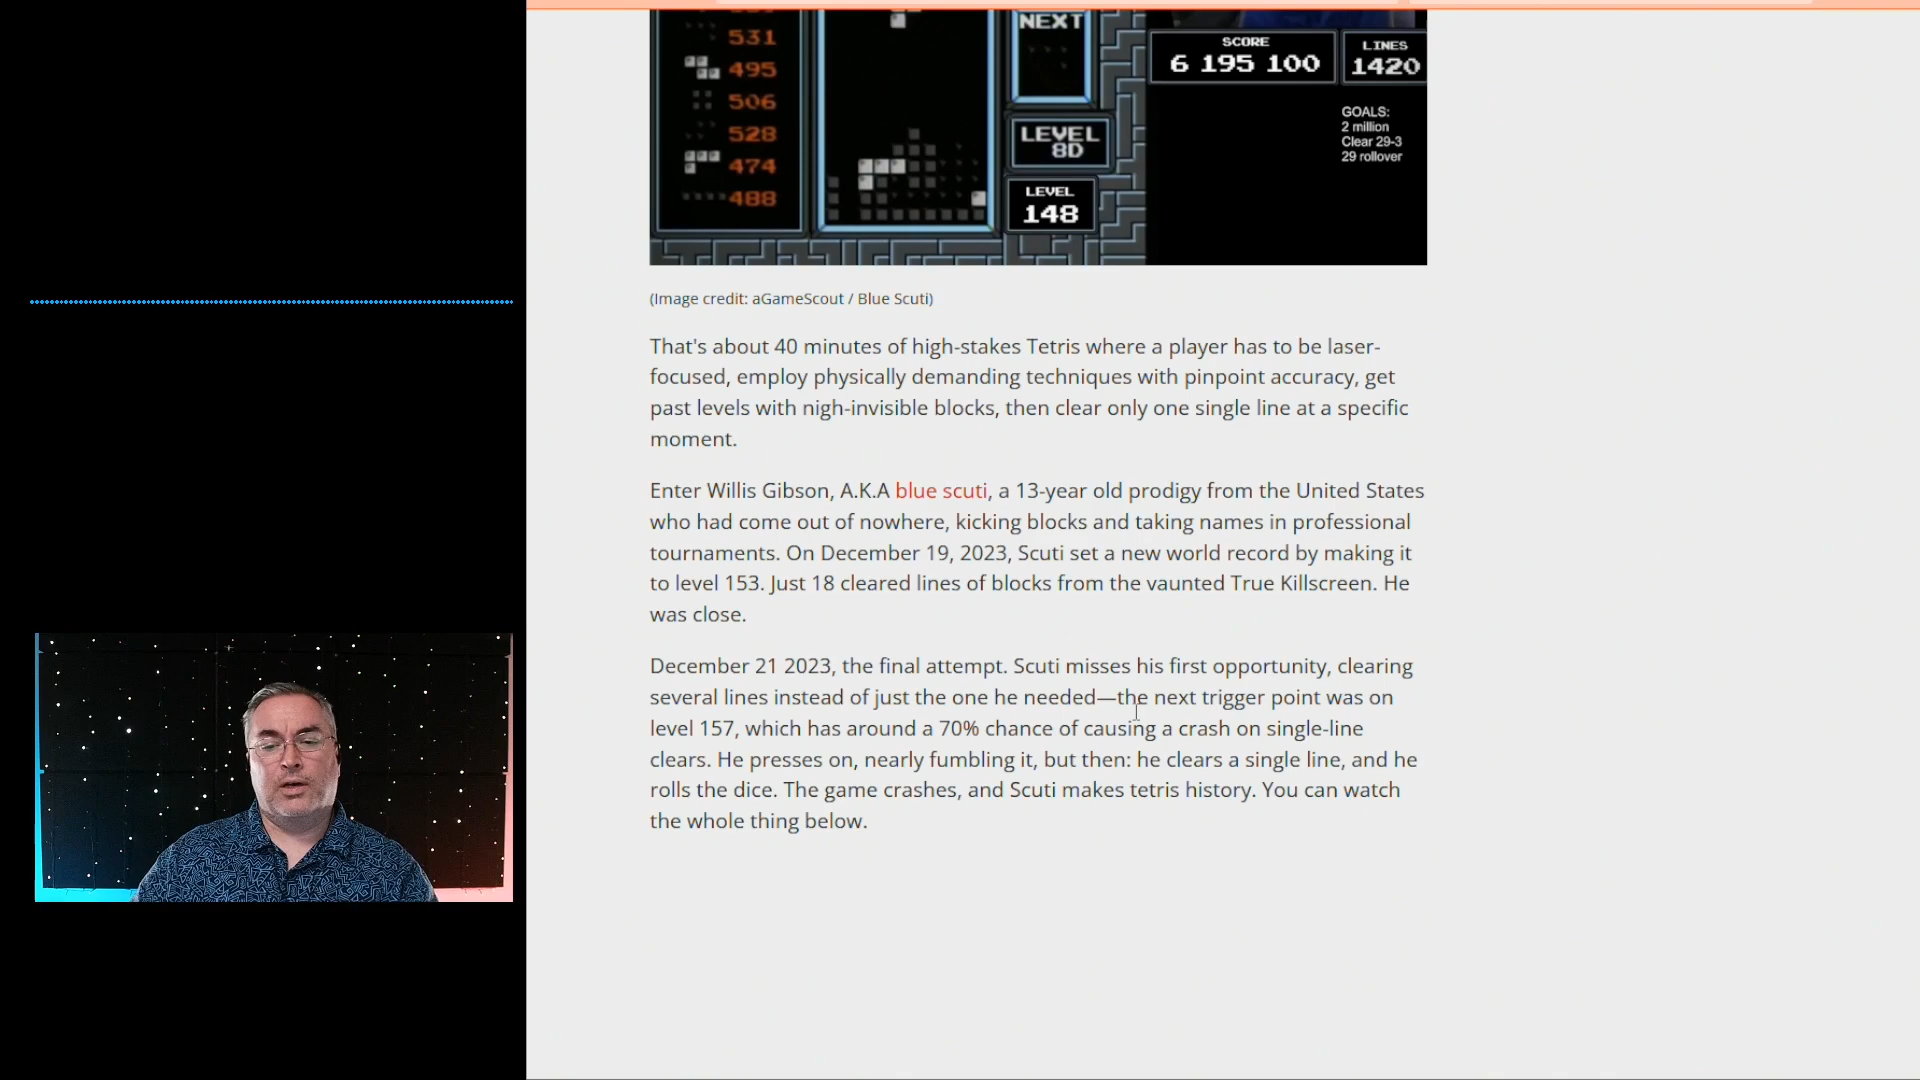 531
495
506
528
474
488
NEXT
LEVEL
8D
LEVEL
148
SCORE
6 195 100
LINES
1420
GOALS:
2 million
Clear 29-3
29 rollover
(Image credit: aGameScout / Blue Scuti)
That's about 40 minutes of high-stakes Tetris where a player has to be laser-
focused, employ physically demanding techniques with pinpoint accuracy, get
past levels with nigh-invisible blocks, then clear only one single line at a specific
moment.
Enter Willis Gibson, A.K.A blue scuti, a 13-year old prodigy from the United States
who had come out of nowhere, kicking blocks and taking names in professional
tournaments. On December 19, 2023, Scuti set a new world record by making it
to level 153. Just 18 cleared lines of blocks from the vaunted True Killscreen. He
was close.
December 21 2023, the final attempt. Scuti misses his first opportunity, clearing
several lines instead of just the one he needed—the next trigger point was on
level 157, which has around a 70% chance of causing a crash on single-line
clears. He presses on, nearly fumbling it, but then: he clears a single line, and he
rolls the dice. The game crashes, and Scuti makes tetris history. You can watch
the whole thing below.